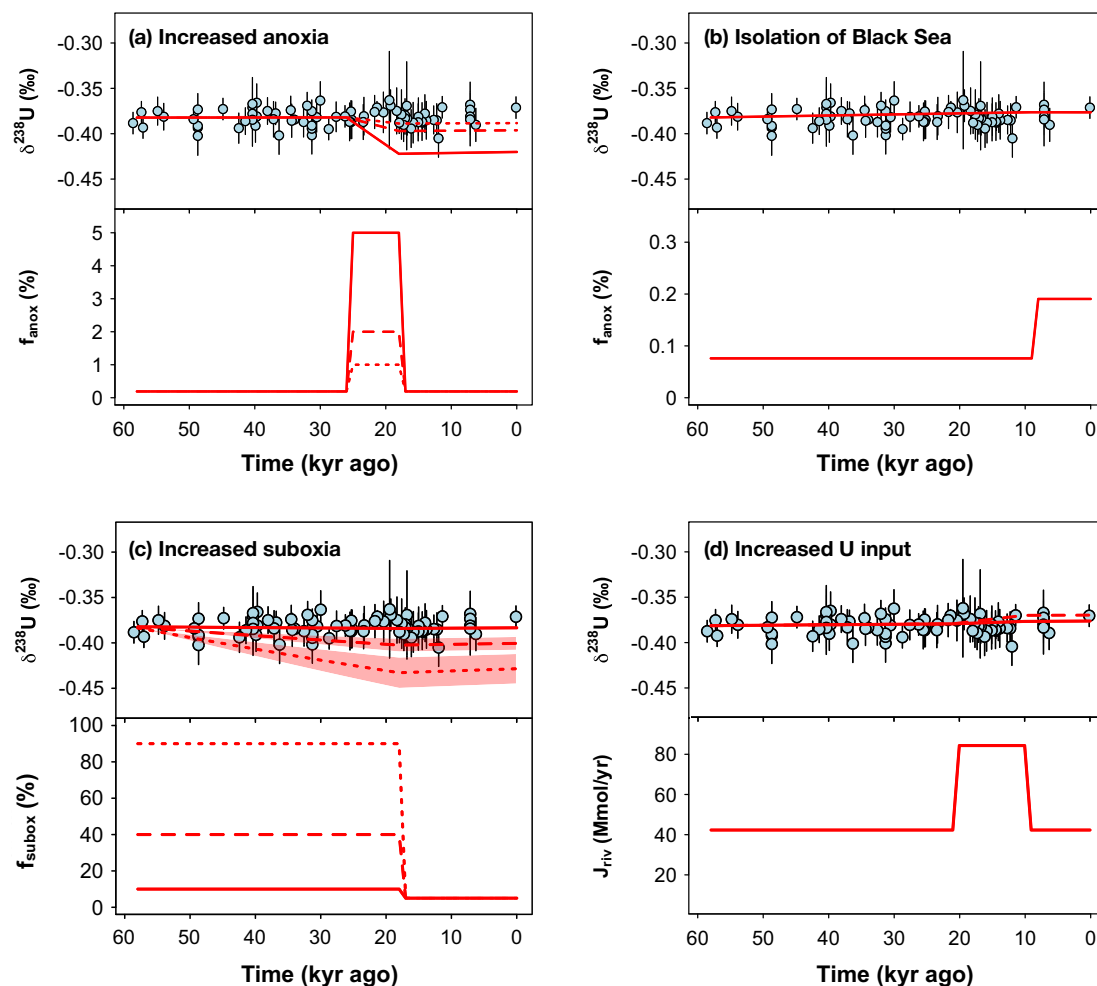 (a) Increased anoxia
δ²³⁸U (‰)
-0.30
-0.35
-0.40
-0.45
f_anox (%)
5
4
3
2
1
0
60 50 40 30 20 10 0
Time (kyr ago)
(b) Isolation of Black Sea
δ²³⁸U (‰)
-0.30
-0.35
-0.40
-0.45
f_anox (%)
0.3
0.2
0.1
0
60 50 40 30 20 10 0
Time (kyr ago)
(c) Increased suboxia
δ²³⁸U (‰)
-0.30
-0.35
-0.40
-0.45
f_subox (%)
100
80
60
40
20
0
60 50 40 30 20 10 0
Time (kyr ago)
(d) Increased U input
δ²³⁸U (‰)
-0.30
-0.35
-0.40
-0.45
J_riv (Mmol/yr)
80
60
40
20
60 50 40 30 20 10 0
Time (kyr ago)